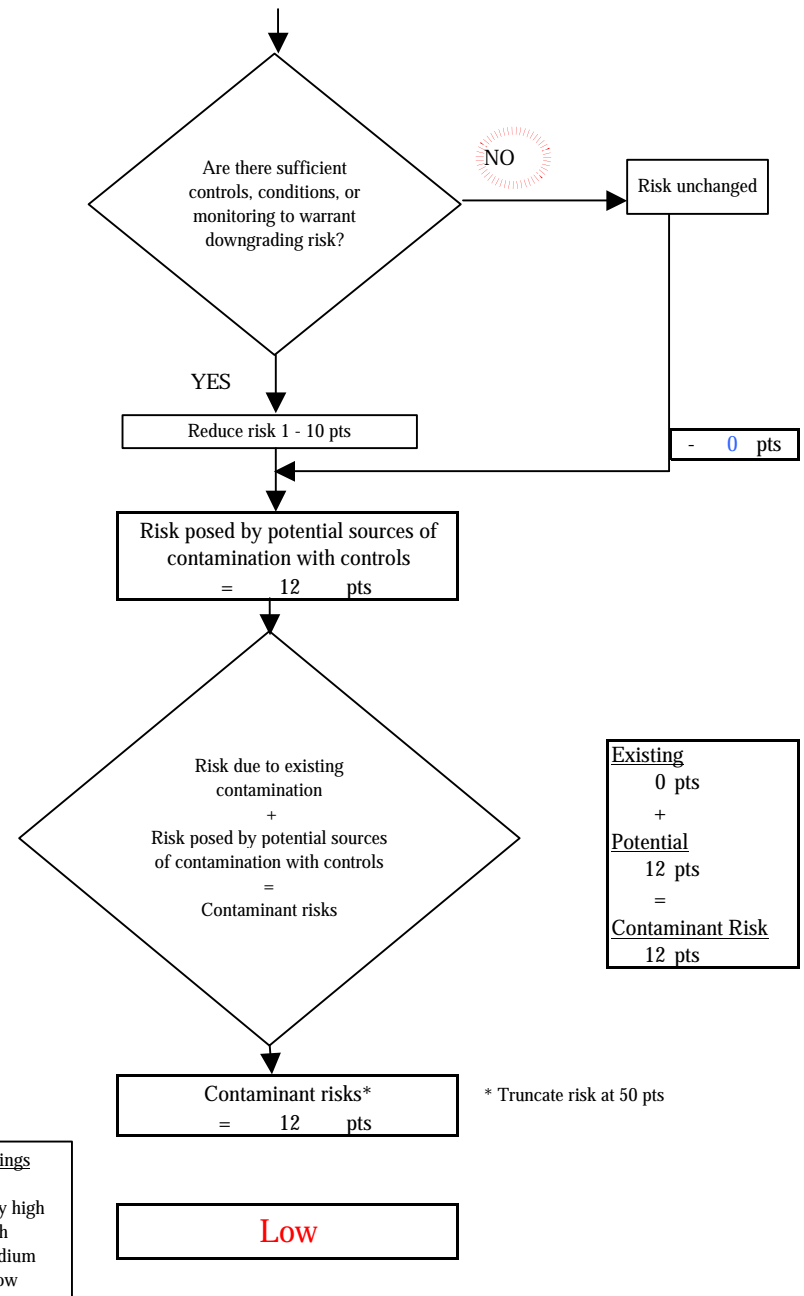 Are there sufficient
controls, conditions, or
monitoring to warrant
downgrading risk?
NO
Risk unchanged
YES
Reduce risk 1 - 10 pts
- 0 pts
Risk posed by potential sources of
contamination with controls
= 12 pts
Risk due to existing
contamination
+
Risk posed by potential sources
of contamination with controls
=
Contaminant risks
Existing
0 pts
+
Potential
12 pts
=
Contaminant Risk
12 pts
Contaminant risks*
= 12 pts
* Truncate risk at 50 pts
Low